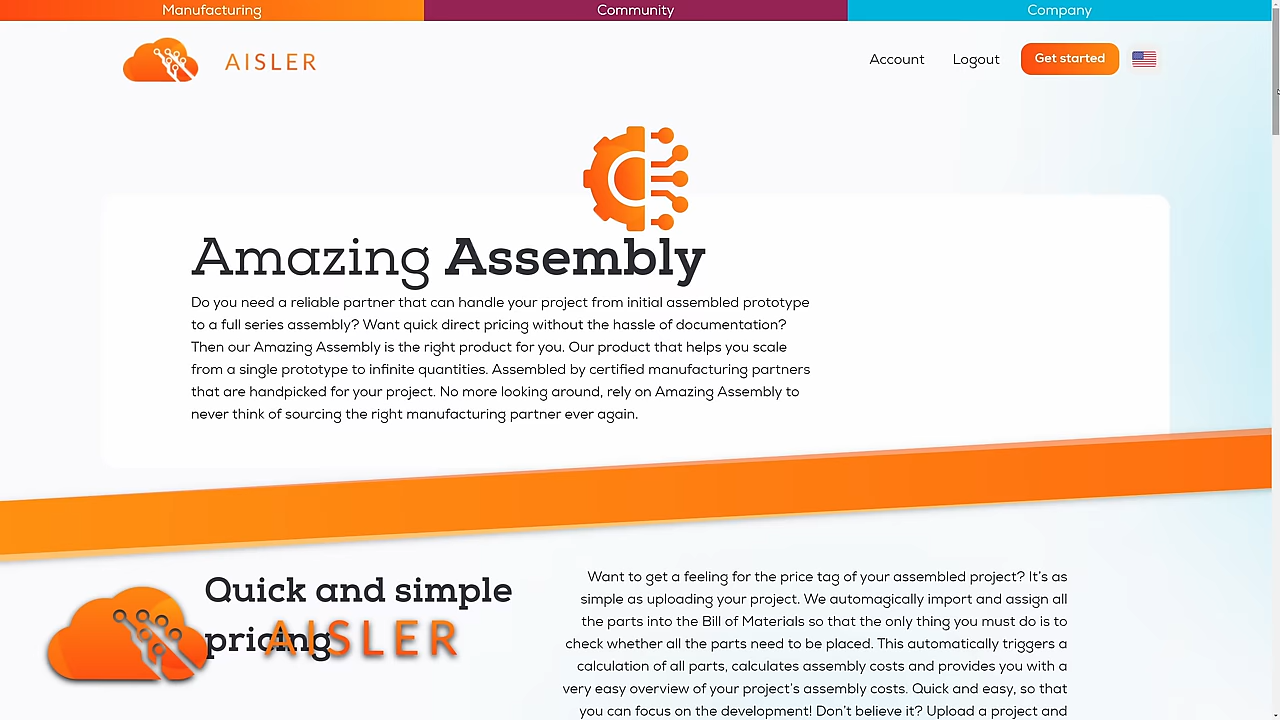 Manufacturing
Community
Company
AISLER
Account
Logout
Get started
Amazing Assembly
Do you need a reliable partner that can handle your project from initial assembled prototype
to a full series assembly? Want quick direct pricing without the hassle of documentation?
Then our Amazing Assembly is the right product for you. Our product that helps you scale
from a single prototype to infinite quantities. Assembled by certified manufacturing partners
that are handpicked for your project. No more looking around, rely on Amazing Assembly to
never think of sourcing the right manufacturing partner ever again.
Quick and simple
pricing
AISLER
Want to get a feeling for the price tag of your assembled project? It's as
simple as uploading your project. We automagically import and assign all
the parts into the Bill of Materials so that the only thing you must do is to
check whether all the parts need to be placed. This automatically triggers a
calculation of all parts, calculates assembly costs and provides you with a
very easy overview of your project's assembly costs. Quick and easy, so that
you can focus on the development! Don't believe it? Upload a project and